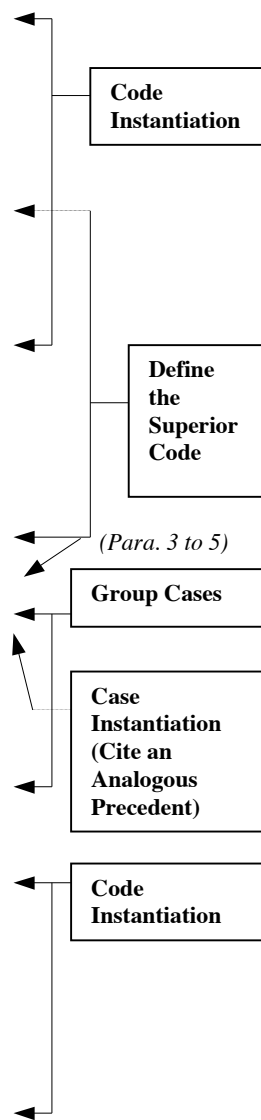 Code
Instantiation
Define
the
Superior
Code
(Para. 3 to 5)
Group Cases
Case
Instantiation
(Cite an
Analogous
Precedent)
Code
Instantiation